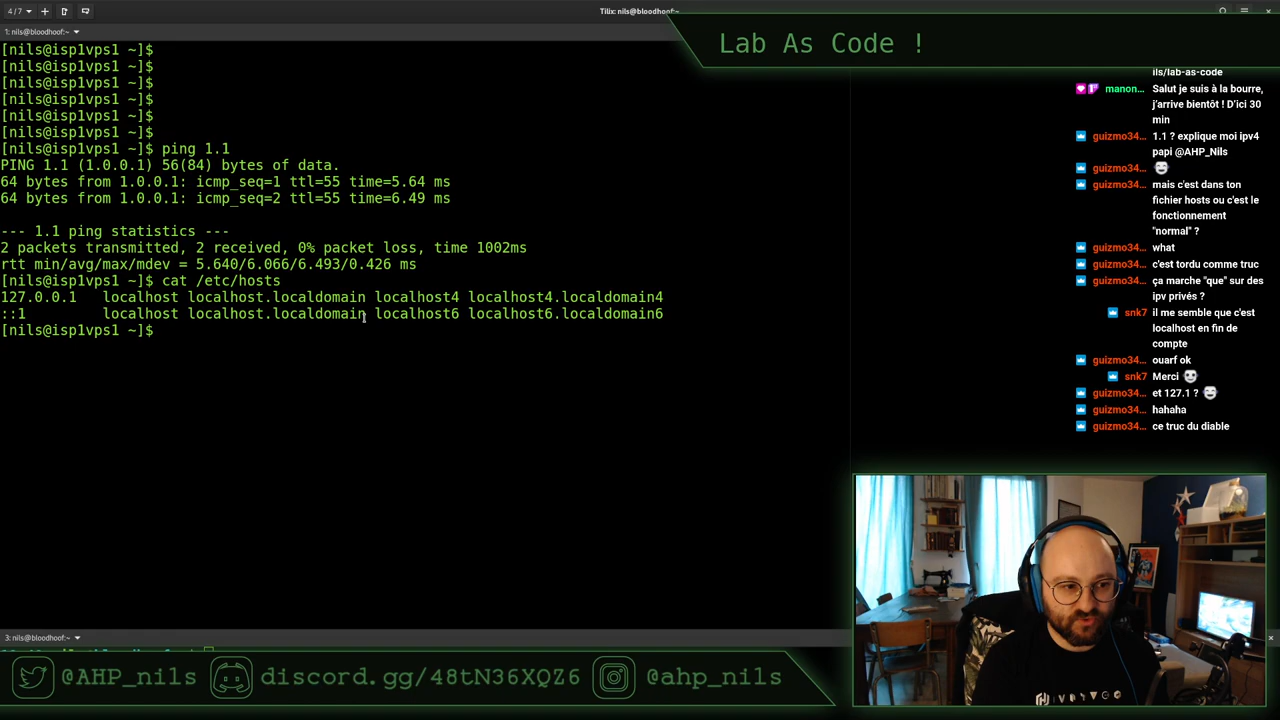 4/7
Tilix: nils@bloodhoof:~
1: nils@bloodhoof:~
Lab As Code !
[nils@isp1vps1 ~]$
[nils@isp1vps1 ~]$
[nils@isp1vps1 ~]$
[nils@isp1vps1 ~]$
[nils@isp1vps1 ~]$
[nils@isp1vps1 ~]$
[nils@isp1vps1 ~]$ ping 1.1
PING 1.1 (1.0.0.1) 56(84) bytes of data.
64 bytes from 1.0.0.1: icmp_seq=1 ttl=55 time=5.64 ms
64 bytes from 1.0.0.1: icmp_seq=2 ttl=55 time=6.49 ms
--- 1.1 ping statistics ---
2 packets transmitted, 2 received, 0% packet loss, time 1002ms
rtt min/avg/max/mdev = 5.640/6.066/6.493/0.426 ms
[nils@isp1vps1 ~]$ cat /etc/hosts
127.0.0.1   localhost localhost.localdomain localhost4 localhost4.localdomain4
::1         localhost localhost.localdomain localhost6 localhost6.localdomain6
[nils@isp1vps1 ~]$
ils/lab-as-code
manon... Salut je suis à la bourre,
j'arrive bientôt ! D'ici 30
min
guizmo34... 1.1 ? explique moi ipv4
papi @AHP_Nils
guizmo34...
guizmo34... mais c'est dans ton
fichier hosts ou c'est le
fonctionnement
"normal" ?
guizmo34... what
guizmo34... c'est tordu comme truc
guizmo34... ça marche "que" sur des
ipv privés ?
snk7 il me semble que c'est
localhost en fin de
compte
guizmo34... ouarf ok
snk7 Merci
guizmo34... et 127.1 ?
guizmo34... hahaha
guizmo34... ce truc du diable
3: nils@bloodhoof:~
@AHP_nils
discord.gg/48tN36XQZ6
@ahp_nils